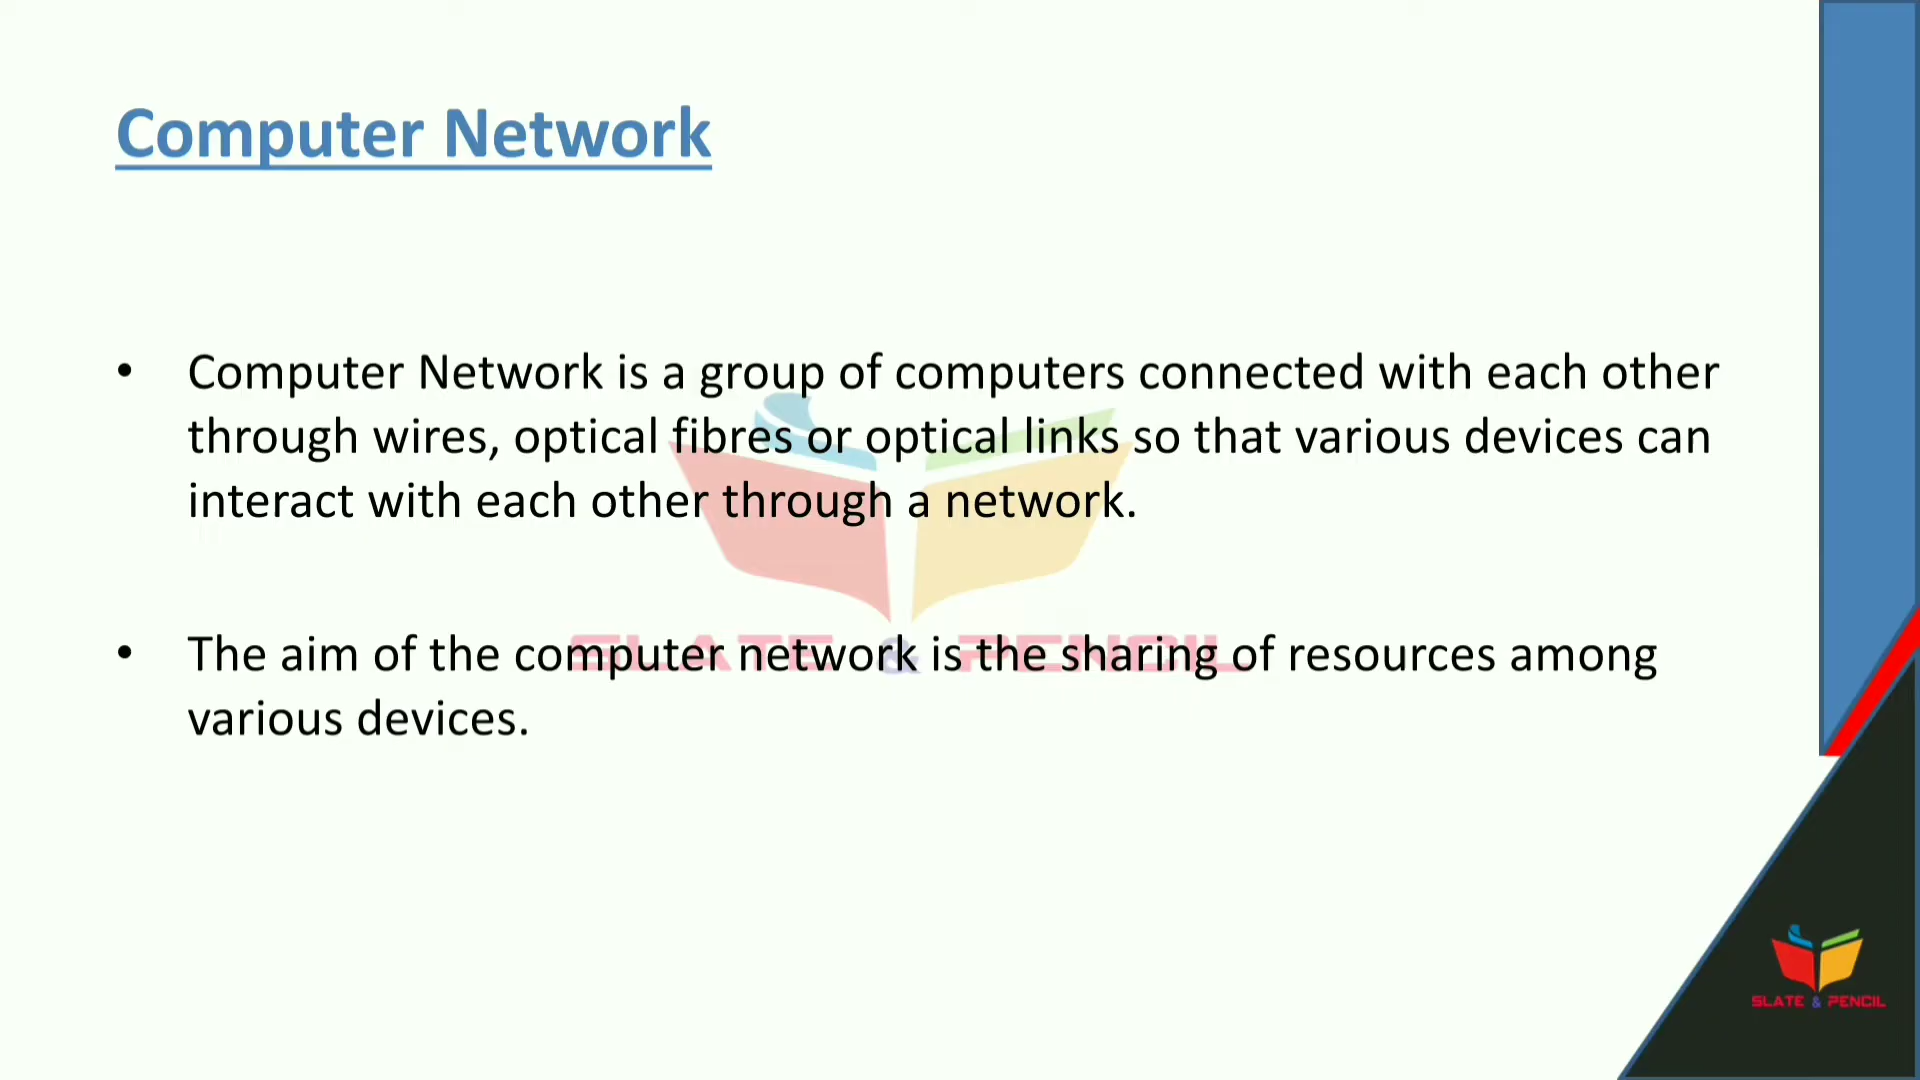 Computer Network
• Computer Network is a group of computers connected with each other
through wires, optical fibres or optical links so that various devices can
interact with each other through a network.
• The aim of the computer network is the sharing of resources among
various devices.
SLATE & PENCIL
SLATE & PENCIL